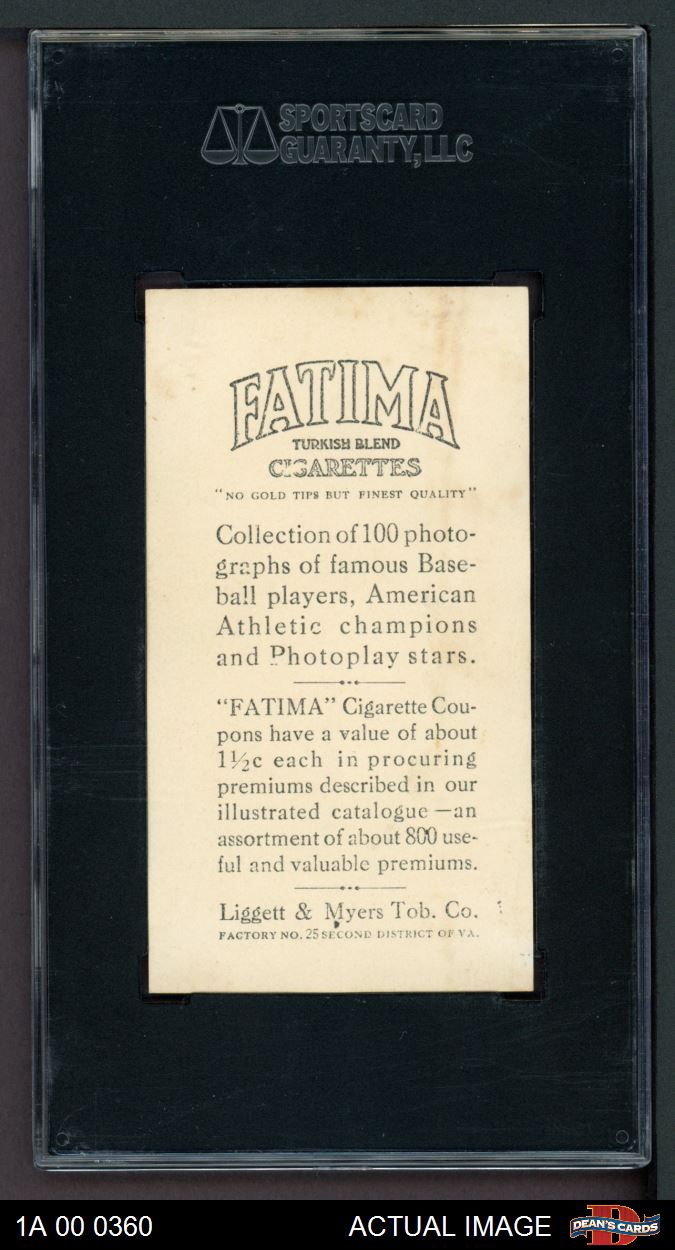 SPORTSCARD
GUARANTY, LLC
FATIMA
TURKISH BLEND
CIGARETTES
"NO GOLD TIPS BUT FINEST QUALITY"
Collection of 100 photo-
graphs of famous Base-
ball players, American
Athletic champions
and Photoplay stars.
"FATIMA" Cigarette Cou-
pons have a value of about
1½c each in procuring
premiums described in our
illustrated catalogue—an
assortment of about 800 use-
ful and valuable premiums.
Liggett & Myers Tob. Co.
FACTORY NO. 25 SECOND DISTRICT OF VA.
1A 00 0360
ACTUAL IMAGE
DEAN'S CARDS